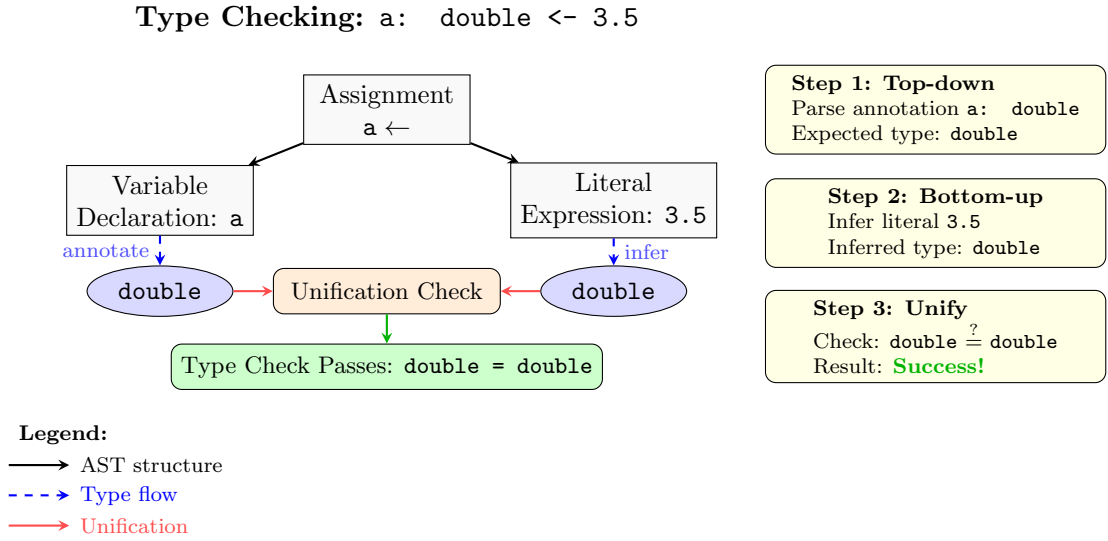 Type Checking: a: double <- 3.5
Assignment
a ←
Variable
Declaration: a
Literal
Expression: 3.5
annotate
infer
double
Unification Check
double
Type Check Passes: double = double
Step 1: Top-down
Parse annotation a: double
Expected type: double
Step 2: Bottom-up
Infer literal 3.5
Inferred type: double
Step 3: Unify
Check: double ≟ double
Result: Success!
Legend:
AST structure
Type flow
Unification